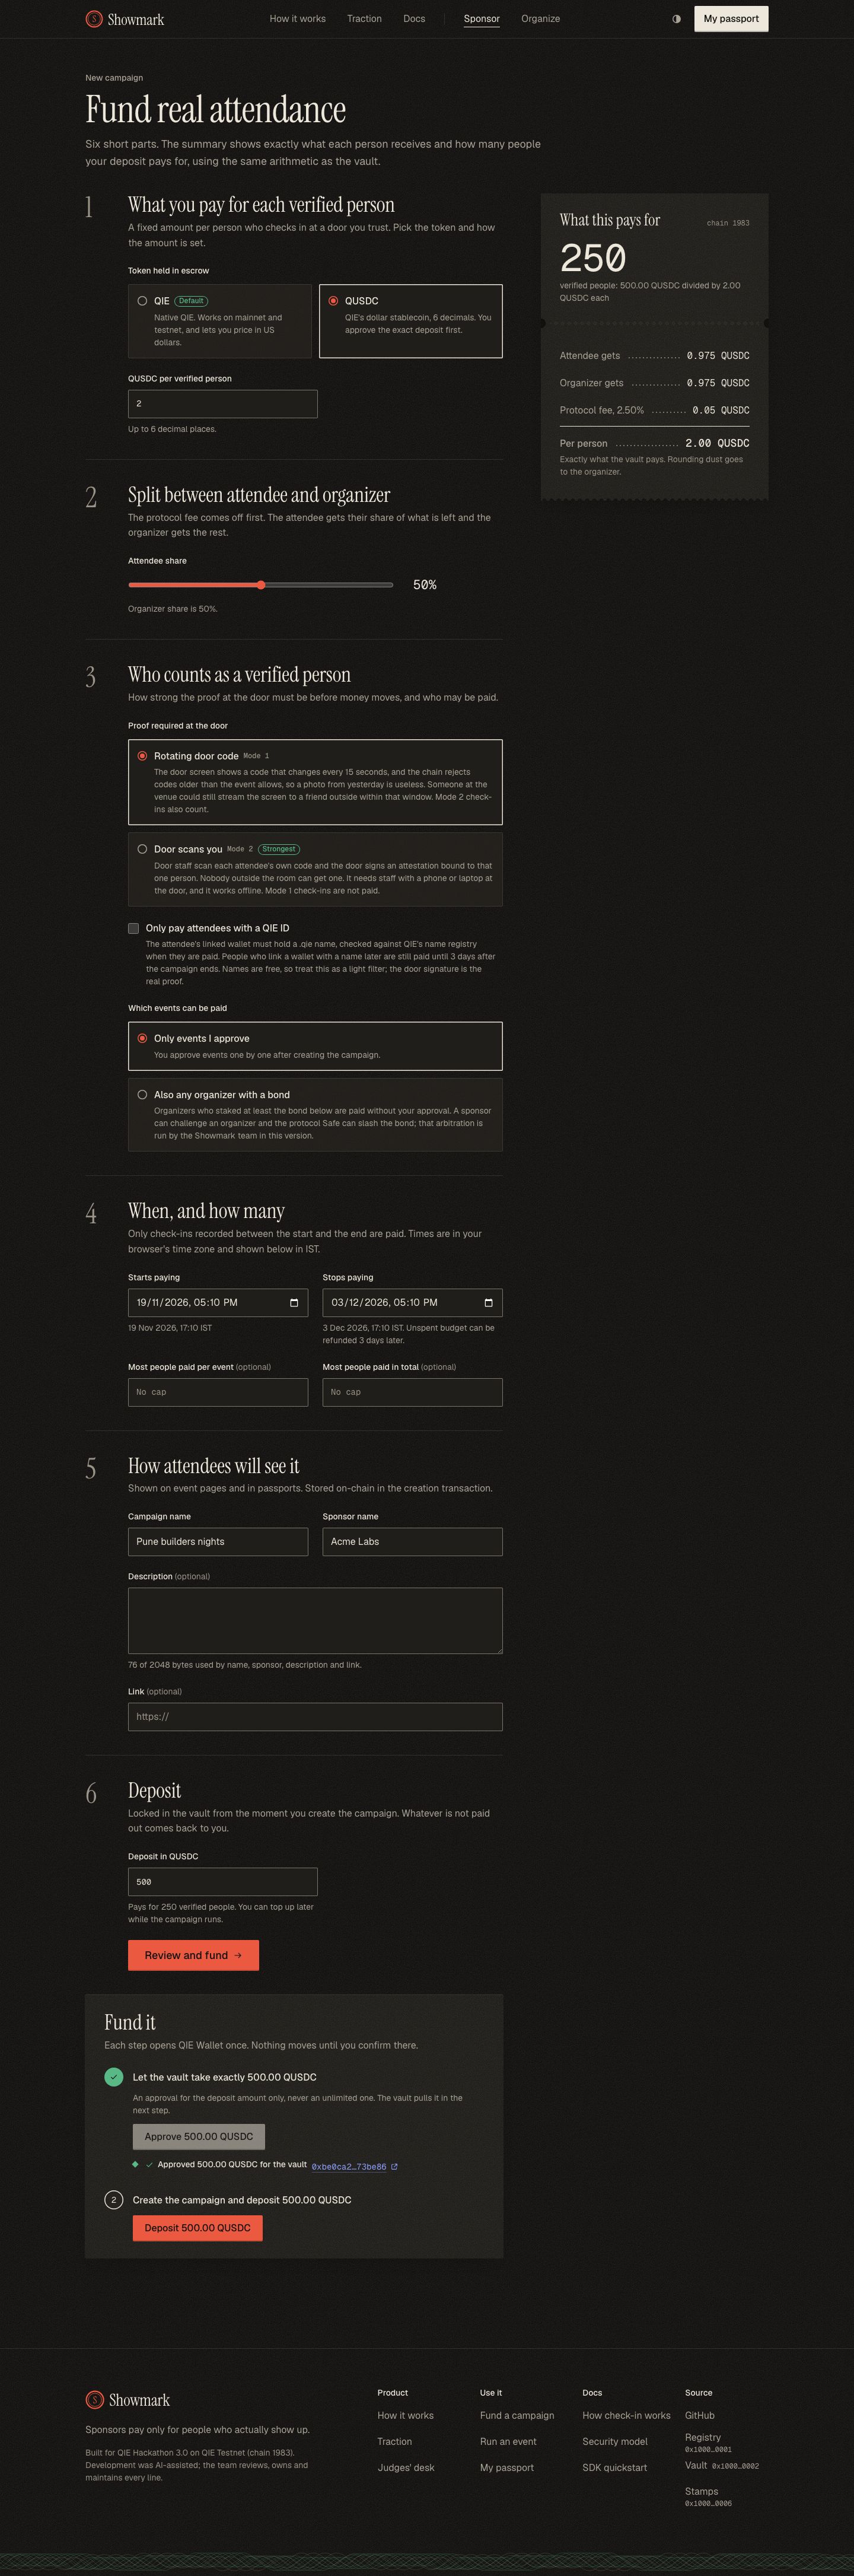 Showmark
How it works
Traction
Docs
Sponsor
Organize
My passport
New campaign
Fund real attendance
Six short parts. The summary shows exactly what each person receives and how many people
your deposit pays for, using the same arithmetic as the vault.
1
What you pay for each verified person
A fixed amount per person who checks in at a door you trust. Pick the token and how
the amount is set.
Token held in escrow
QIE Default
Native QIE. Works on mainnet and
testnet, and lets you price in US
dollars.
QUSDC
QIE's dollar stablecoin, 6 decimals. You
approve the exact deposit first.
QUSDC per verified person
2
Up to 6 decimal places.
What this pays for
chain 1983
250
verified people: 500.00 QUSDC divided by 2.00
QUSDC each
Attendee gets 0.975 QUSDC
Organizer gets 0.975 QUSDC
Protocol fee, 2.50% 0.05 QUSDC
Per person 2.00 QUSDC
Exactly what the vault pays. Rounding dust goes
to the organizer.
2
Split between attendee and organizer
The protocol fee comes off first. The attendee gets their share of what is left and the
organizer gets the rest.
Attendee share
50%
Organizer share is 50%.
3
Who counts as a verified person
How strong the proof at the door must be before money moves, and who may be paid.
Proof required at the door
Rotating door code Mode 1
The door screen shows a code that changes every 15 seconds, and the chain rejects
codes older than the event allows, so a photo from yesterday is useless. Someone at the
venue could still stream the screen to a friend outside within that window. Mode 2 check-
ins also count.
Door scans you Mode 2 Strongest
Door staff scan each attendee's own code and the door signs an attestation bound to that
one person. Nobody outside the room can get one. It needs staff with a phone or laptop at
the door, and it works offline. Mode 1 check-ins are not paid.
Only pay attendees with a QIE ID
The attendee's linked wallet must hold a .qie name, checked against QIE's name registry
when they are paid. People who link a wallet with a name later are still paid until 3 days after
the campaign ends. Names are free, so treat this as a light filter; the door signature is the
real proof.
Which events can be paid
Only events I approve
You approve events one by one after creating the campaign.
Also any organizer with a bond
Organizers who staked at least the bond below are paid without your approval. A sponsor
can challenge an organizer and the protocol Safe can slash the bond; that arbitration is
run by the Showmark team in this version.
4
When, and how many
Only check-ins recorded between the start and the end are paid. Times are in your
browser's time zone and shown below in IST.
Starts paying
19/11/2026, 05:10 PM
19 Nov 2026, 17:10 IST
Stops paying
03/12/2026, 05:10 PM
3 Dec 2026, 17:10 IST. Unspent budget can be
refunded 3 days later.
Most people paid per event (optional)
No cap
Most people paid in total (optional)
No cap
5
How attendees will see it
Shown on event pages and in passports. Stored on-chain in the creation transaction.
Campaign name
Pune builders nights
Sponsor name
Acme Labs
Description (optional)
76 of 2048 bytes used by name, sponsor, description and link.
Link (optional)
https://
6
Deposit
Locked in the vault from the moment you create the campaign. Whatever is not paid
out comes back to you.
Deposit in QUSDC
500
Pays for 250 verified people. You can top up later
while the campaign runs.
Review and fund →
Fund it
Each step opens QIE Wallet once. Nothing moves until you confirm there.
Let the vault take exactly 500.00 QUSDC
An approval for the deposit amount only, never an unlimited one. The vault pulls it in the
next step.
Approve 500.00 QUSDC
Approved 500.00 QUSDC for the vault 0xbe0ca2…73be86
2
Create the campaign and deposit 500.00 QUSDC
Deposit 500.00 QUSDC
Showmark
Sponsors pay only for people who actually show up.
Built for QIE Hackathon 3.0 on QIE Testnet (chain 1983).
Development was AI-assisted; the team reviews, owns and
maintains every line.
Product
How it works
Traction
Judges' desk
Use it
Fund a campaign
Run an event
My passport
Docs
How check-in works
Security model
SDK quickstart
Source
GitHub
Registry
0x1000…0001
Vault 0x1000…0002
Stamps
0x1000…0006